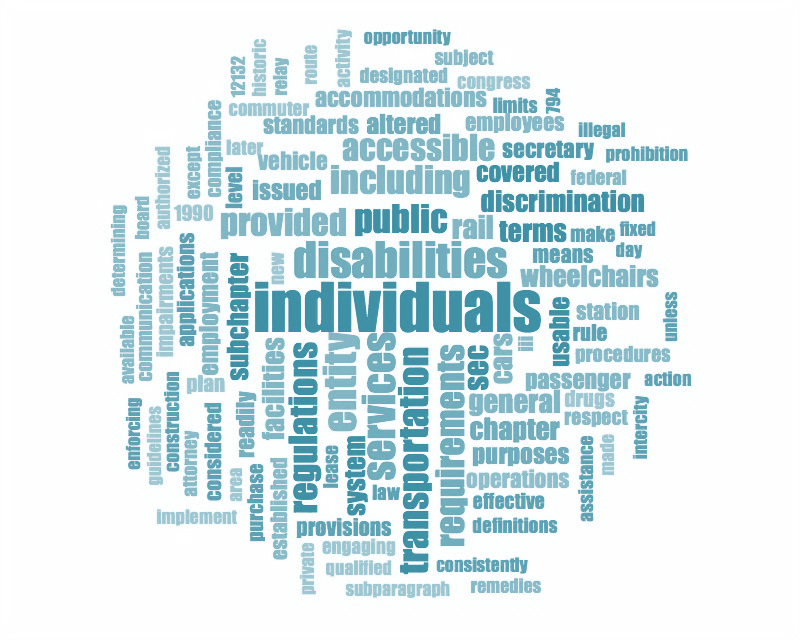 opportunity
subject
12132
historic
relay
route
activity
designated
congress
accommodations
limits
794
commuter
compliance
standards
altered
employees
illegal
later
vehicle
accessible
secretary
prohibition
authorized
except
level
issued
including
covered
federal
discrimination
board
1990
provided
public
rail
terms
make
fixed
determining
communication
impairments
applications
employment
subchapter
new
disabilities
means
day
wheelchairs
individuals
usable
station
unless
available
rule
iii
procedures
plan
readily
facilities
regulations
entity
services
transportation
requirements
sec
cars
passenger
action
general
drugs
respect
intercity
enforcing
guidelines
construction
attorney
considered
area
purchase
established
lease
system
law
chapter
purposes
made
assistance
operations
effective
implement
provisions
definitions
engaging
private
qualified
consistently
subparagraph
remedies